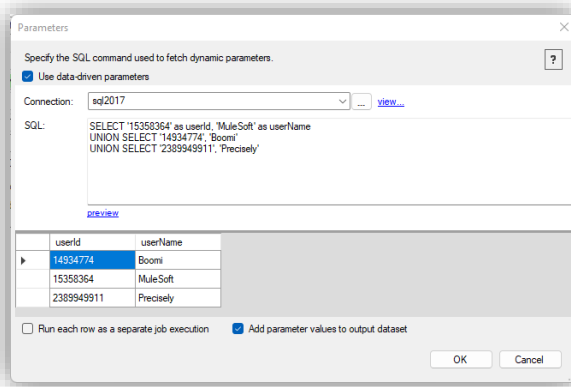 Parameters
Specify the SQL command used to fetch dynamic parameters.
?
Use data-driven parameters
Connection: sql2017 ... view...
SQL: SELECT '15358364' as userId, 'MuleSoft' as userName
UNION SELECT '14934774', 'Boomi'
UNION SELECT '2389949911', 'Precisely'
preview
userId userName
14934774 Boomi
15358364 MuleSoft
2389949911 Precisely
Run each row as a separate job execution Add parameter values to output dataset
OK Cancel